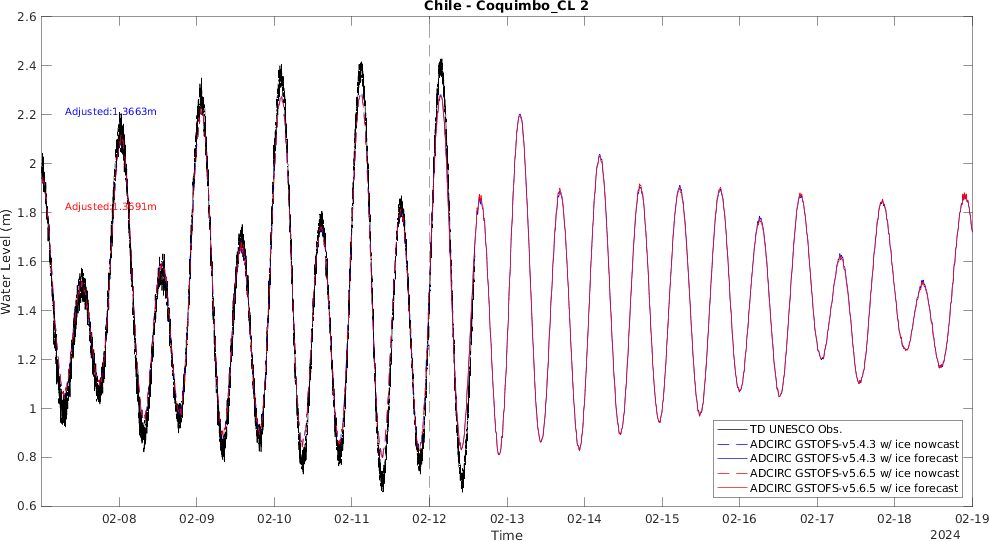 Chile - Coquimbo_CL 2
2.6
2.4
2.2
2
1.8
1.6
1.4
1.2
1
0.8
0.6
Water Level (m)
Adjusted:1.3663m
Adjusted:1.3591m
TD UNESCO Obs.
ADCIRC GSTOFS-v5.4.3 w/ ice nowcast
ADCIRC GSTOFS-v5.4.3 w/ ice forecast
ADCIRC GSTOFS-v5.6.5 w/ ice nowcast
ADCIRC GSTOFS-v5.6.5 w/ ice forecast
02-08 02-09 02-10 02-11 02-12 02-13 02-14 02-15 02-16 02-17 02-18 02-19
Time
2024